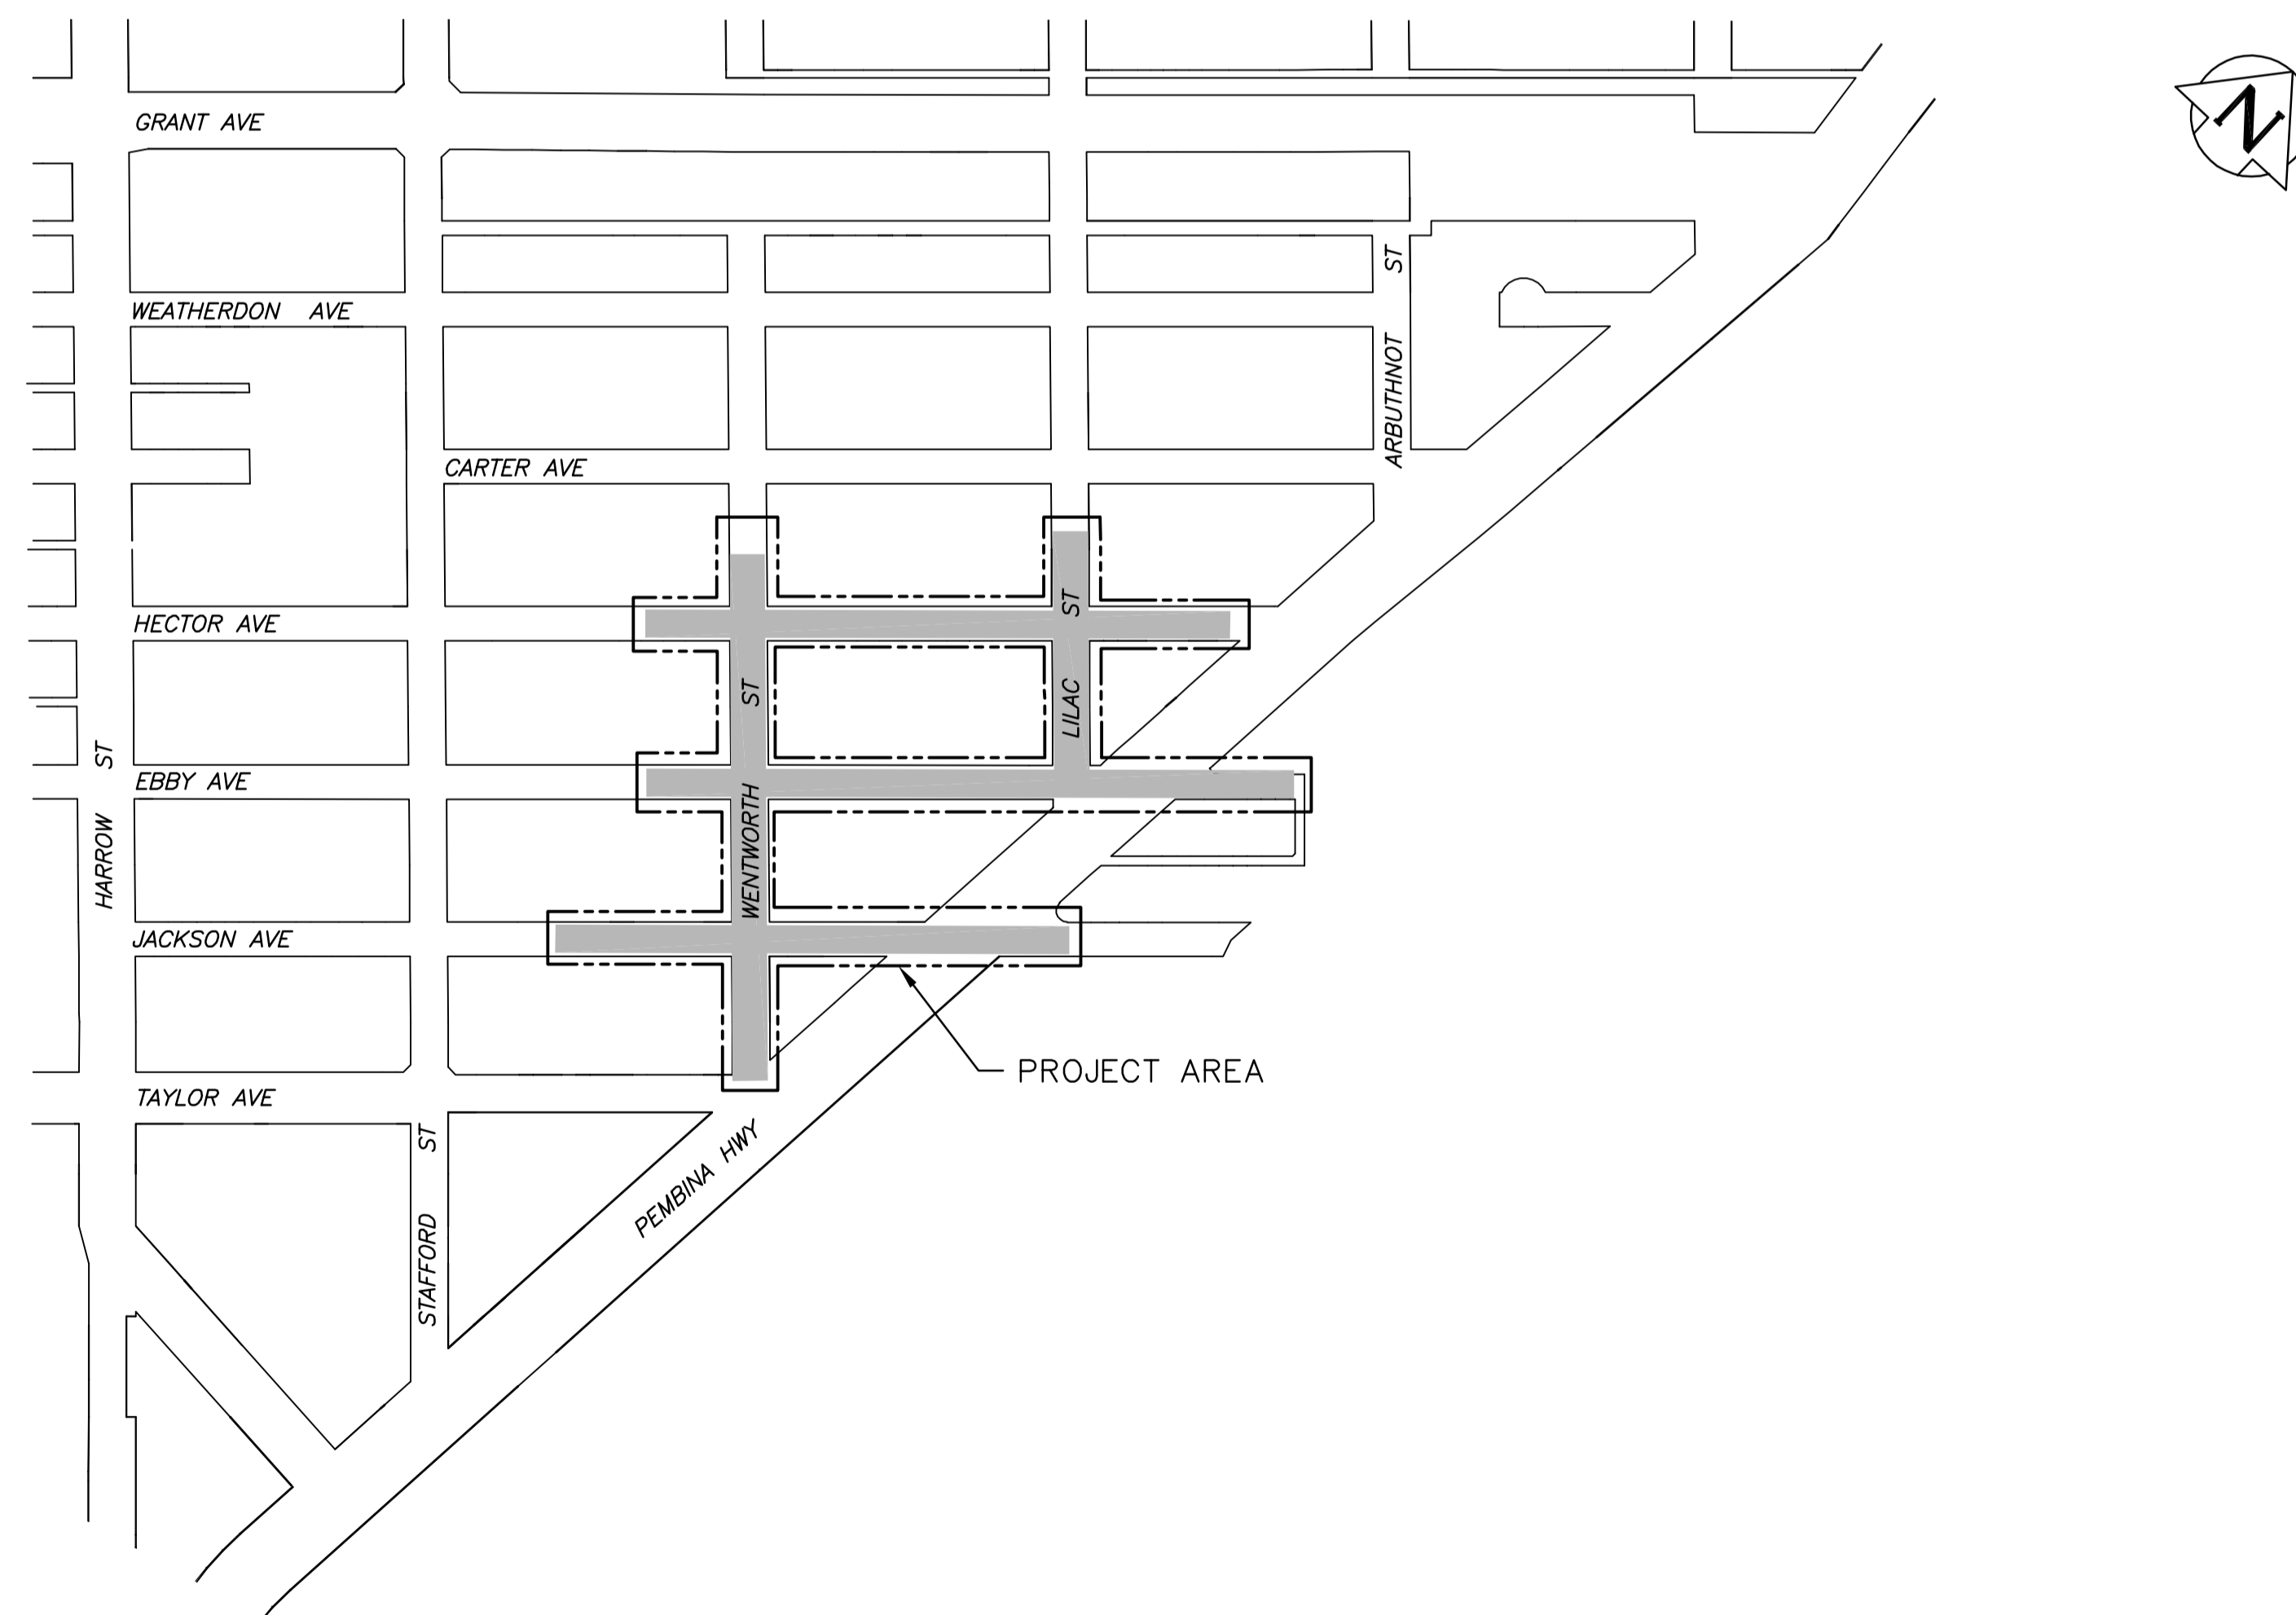 GRANT AVE
N
WEATHERDON AVE
ARBUTHNOT ST
CARTER AVE
HECTOR AVE
LILAC ST
WENTWORTH ST
HARROW ST
EBBY AVE
JACKSON AVE
PROJECT AREA
TAYLOR AVE
STAFFORD ST
PEMBINA HWY